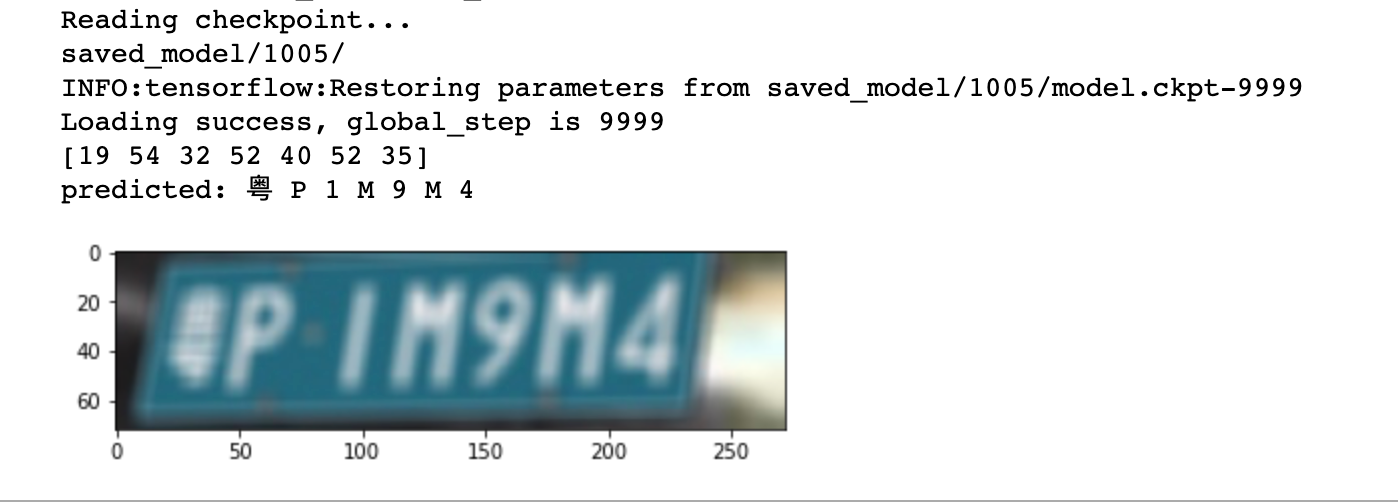 Reading checkpoint...
saved_model/1005/
INFO:tensorflow:Restoring parameters from saved_model/1005/model.ckpt-9999
Loading success, global_step is 9999
[19 54 32 52 40 52 35]
predicted: 粤 P 1 M 9 M 4
0
粤P 1M9M4
20
40
60
0 50 100 150 200 250